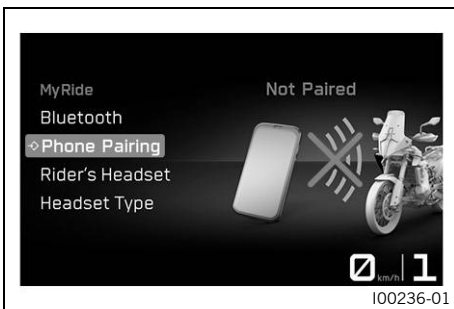 MyRide
Not Paired
Bluetooth
Phone Pairing
Rider's Headset
Headset Type
0 km/h 1
I00236-01